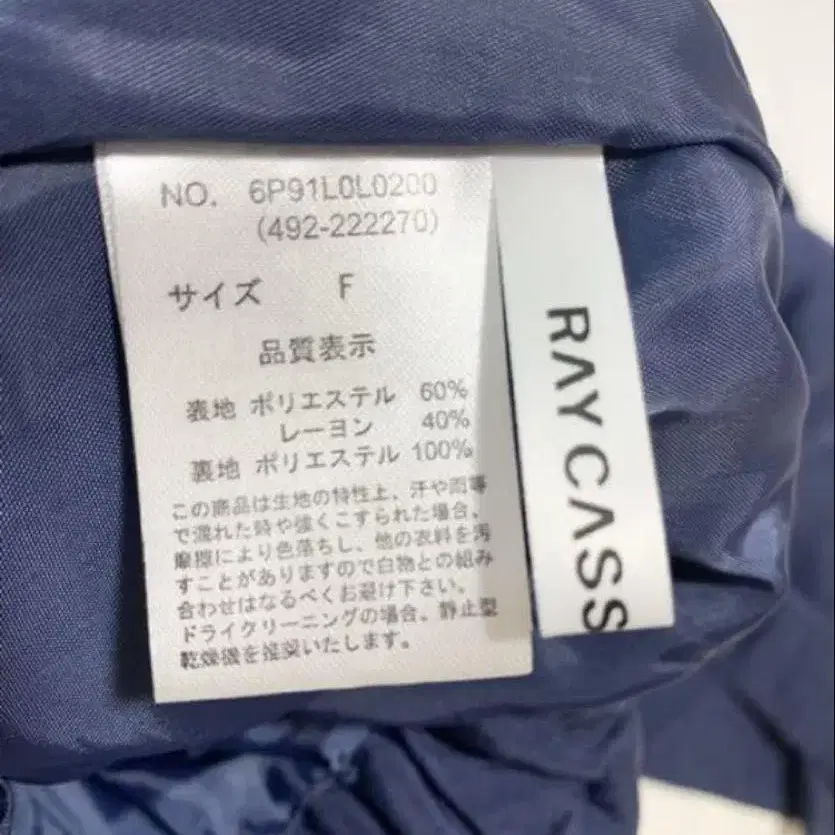 NO. 6P91L0L0200
(492-222270)
サイズ F
品質表示
表地 ポリエステル 60%
レーヨン 40%
裏地 ポリエステル 100%
この商品は生地の特性上、汗や雨等
で濡れた時や強くこすられた場合、
摩擦により色落ちし、他の衣料を汚
すことがありますので白物との組み
合わせはなるべくお避け下さい。
ドライクリーニングの場合、静止型
乾燥機を推奨いたします。
RAY CASS